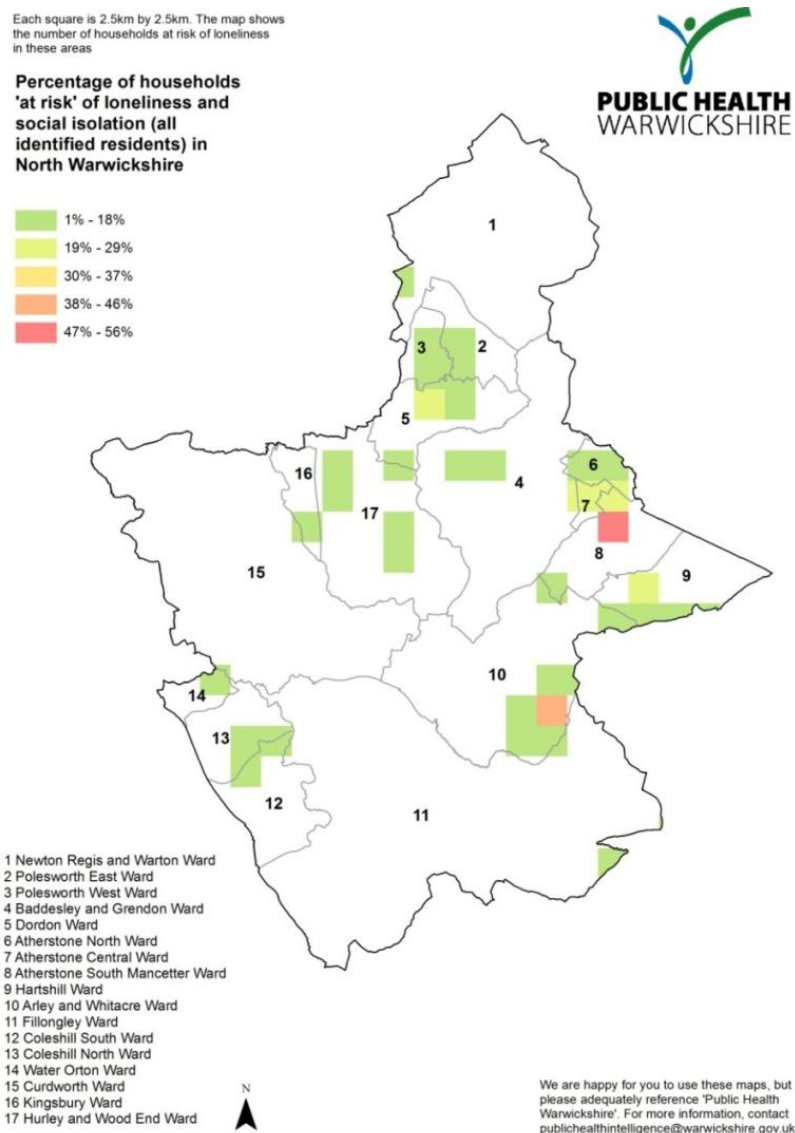 Each square is 2.5km by 2.5km. The map shows
the number of households at risk of loneliness
in these areas
Percentage of households
'at risk' of loneliness and
social isolation (all
identified residents) in
North Warwickshire
1% - 18%
19% - 29%
30% - 37%
38% - 46%
47% - 56%
PUBLIC HEALTH
WARWICKSHIRE
1
3
2
5
16
4
6
17
7
8
15
9
10
14
13
12
11
1 Newton Regis and Warton Ward
2 Polesworth East Ward
3 Polesworth West Ward
4 Baddesley and Grendon Ward
5 Dordon Ward
6 Atherstone North Ward
7 Atherstone Central Ward
8 Atherstone South Mancetter Ward
9 Hartshill Ward
10 Arley and Whitacre Ward
11 Fillongley Ward
12 Coleshill South Ward
13 Coleshill North Ward
14 Water Orton Ward
15 Curdworth Ward
16 Kingsbury Ward
17 Hurley and Wood End Ward
N
We are happy for you to use these maps, but
please adequately reference 'Public Health
Warwickshire'. For more information, contact
publichealthintelligence@warwickshire.gov.uk